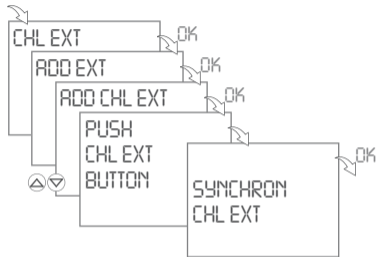 CHL EXT
OK
ADD EXT
OK
ADD CHL EXT
OK
PUSH
CHL EXT
BUTTON
OK
SYNCHRON
CHL EXT